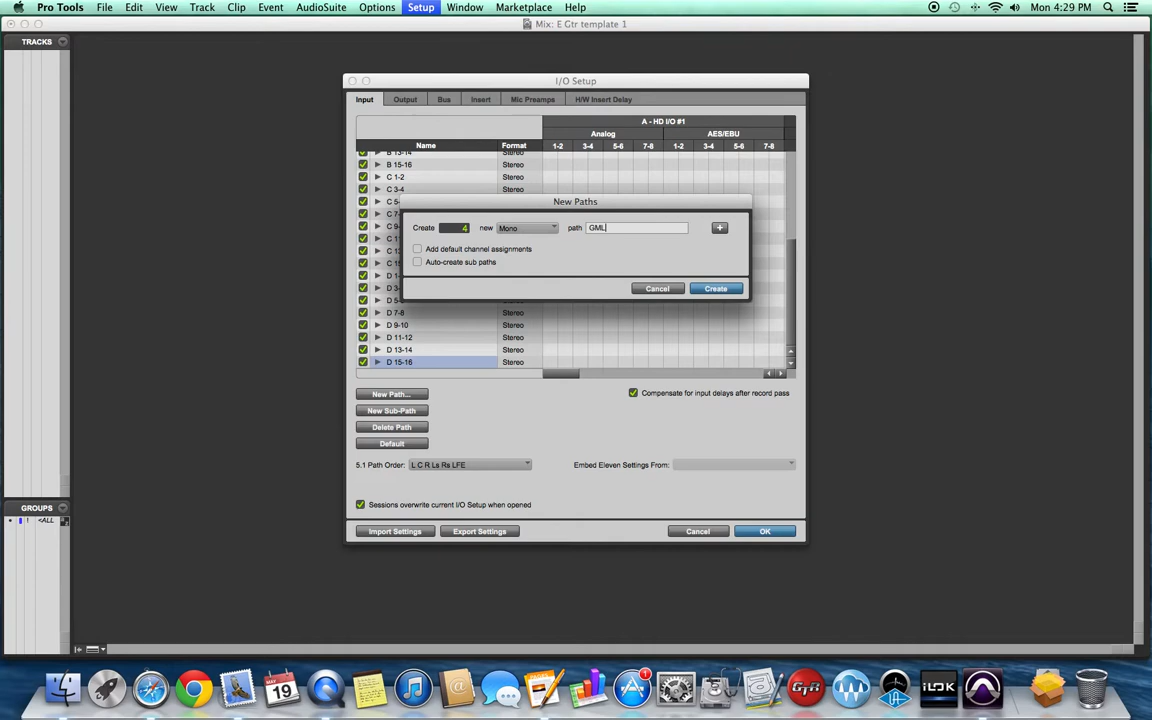 Pro Tools File Edit View Track Clip Event AudioSuite Options Setup Window Marketplace Help Mon 4:29 PM
Mix: E Gtr template 1
TRACKS
I/O Setup
Input Output Bus Insert Mic Preamps H/W Insert Delay
A - HD I/O #1
Analog AES/EBU
Name Format 1-2 3-4 5-6 7-8 1-2 3-4 5-6 7-8
B 13-14 Stereo
B 15-16 Stereo
C 1-2 Stereo
C 3-4 Stereo
New Paths
Create 4 new Mono path GML +
Add default channel assignments
Auto-create sub paths
Cancel Create
D 7-8 Stereo
D 9-10 Stereo
D 11-12 Stereo
D 13-14 Stereo
D 15-16 Stereo
New Path... Compensate for input delays after record pass
New Sub-Path
Delete Path
Default
5.1 Path Order: L C R Ls Rs LFE Embed Eleven Settings From:
Sessions overwrite current I/O Setup when opened
GROUPS
! <ALL
Import Settings Export Settings Cancel OK
MAY
19
1
iLOK